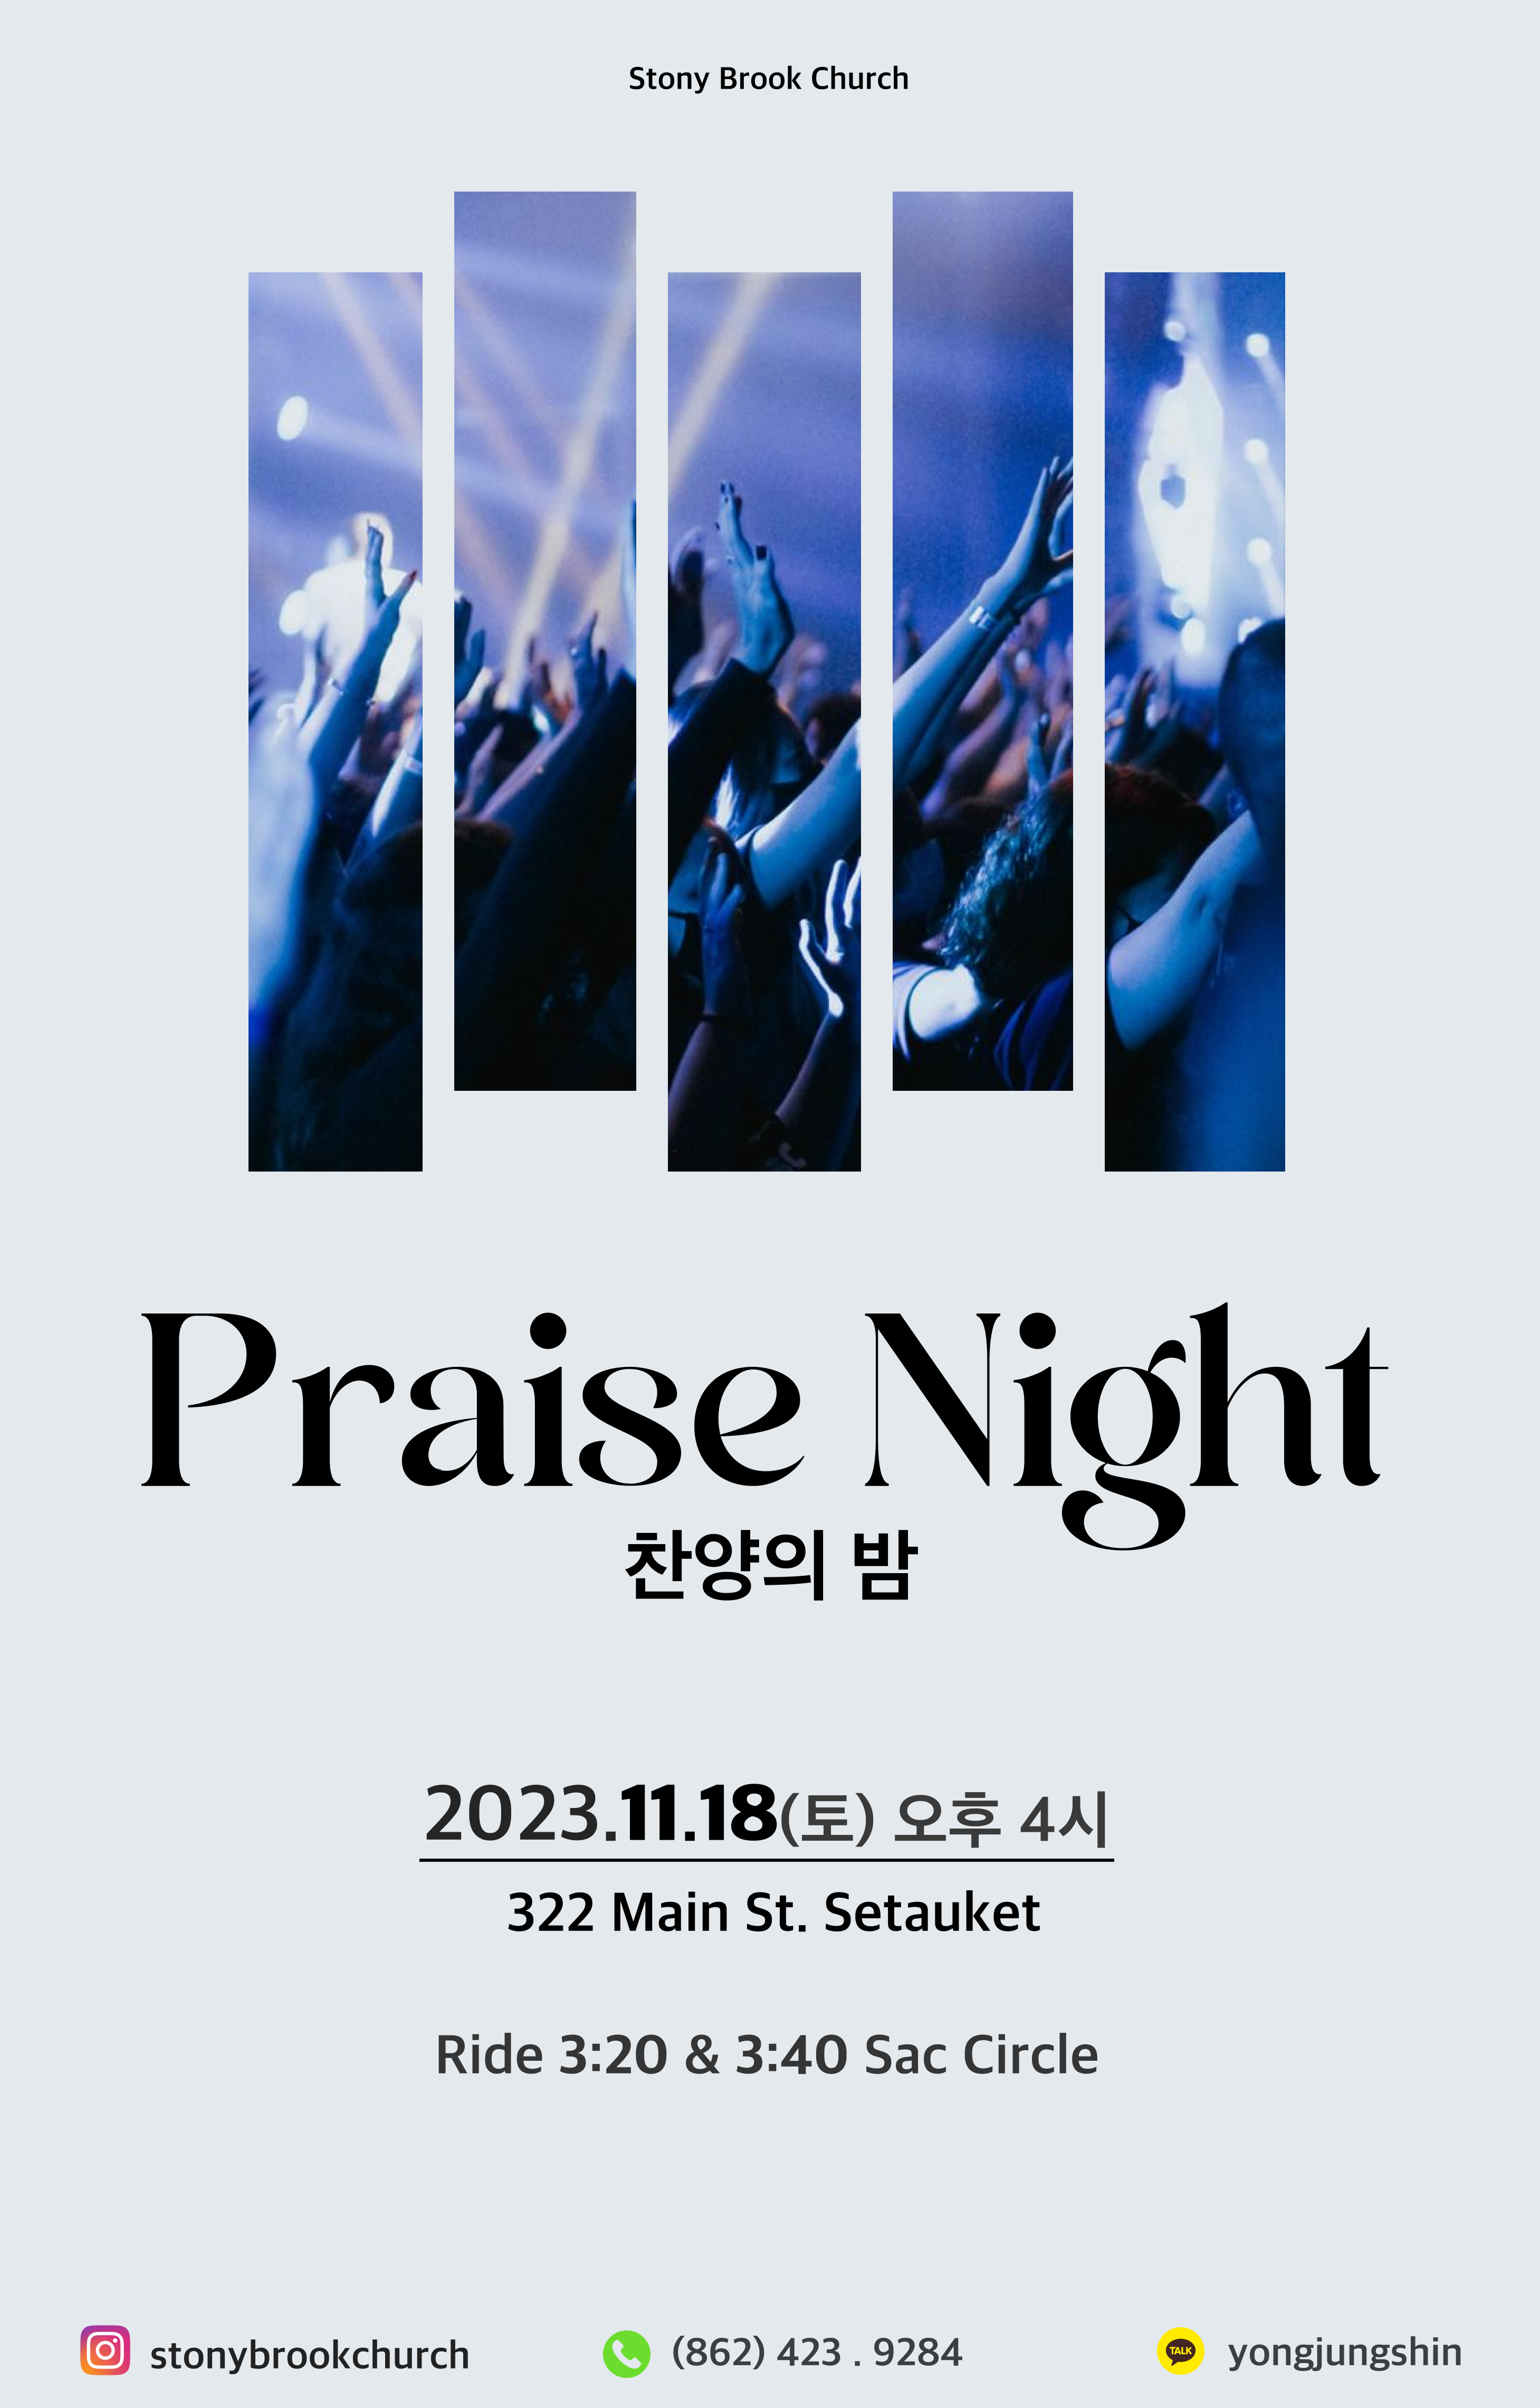 Stony Brook Church
Praise Night
찬양의 밤
2023.11.18(토) 오후 4시
322 Main St. Setauket
Ride 3:20 & 3:40 Sac Circle
stonybrookchurch
(862) 423 . 9284
TALK
yongjungshin